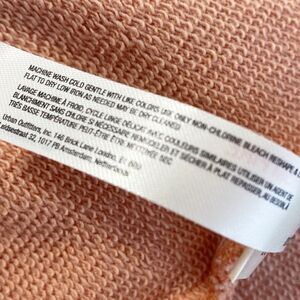 MACHINE WASH COLD GENTLE WITH LIKE COLORS USE ONLY NON-CHLORINE BLEACH RESHAPE &
FLAT TO DRY LOW IRON AS NEEDED MAY BE DRY CLEANED
LAVAGE MACHINE À FROID, CYCLE LINGE DÉLICAT AVEC COULEURS SIMILAIRES UTILISER UN AGENT DE
BLANCHIMENT SANS CHLORE SI NÉCESSAIRE REMODELER ET SÉCHER À PLAT REPASSER, AU BESOIN, À
TRÈS BASSE TEMPÉRATURE PEUT-ÊTRE ÊTRE NETTOYÉE SEC
Urban Outfitters, Inc. 146 Brick Lane London, E1 6RU
Leidsestraat 32, 1017 PB Amsterdam, Netherlands